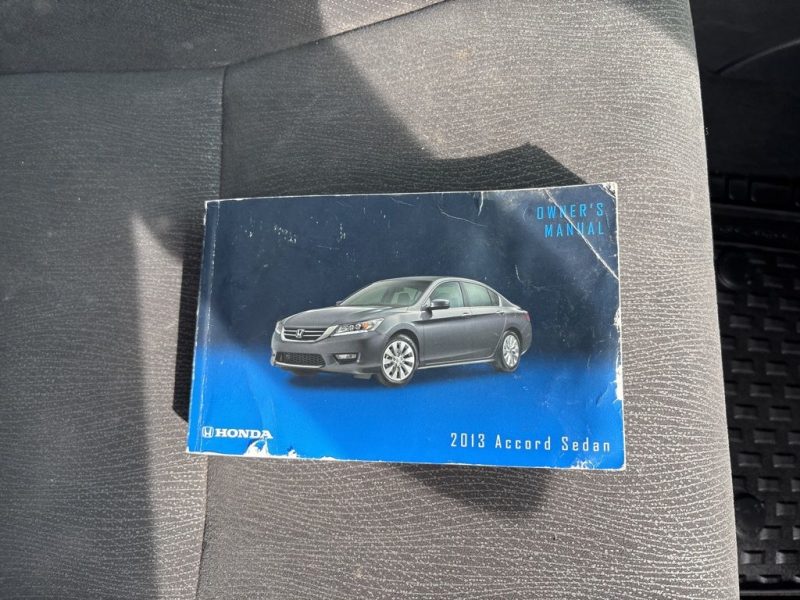 OWNER'S
MANUAL
HONDA
2013 Accord Sedan